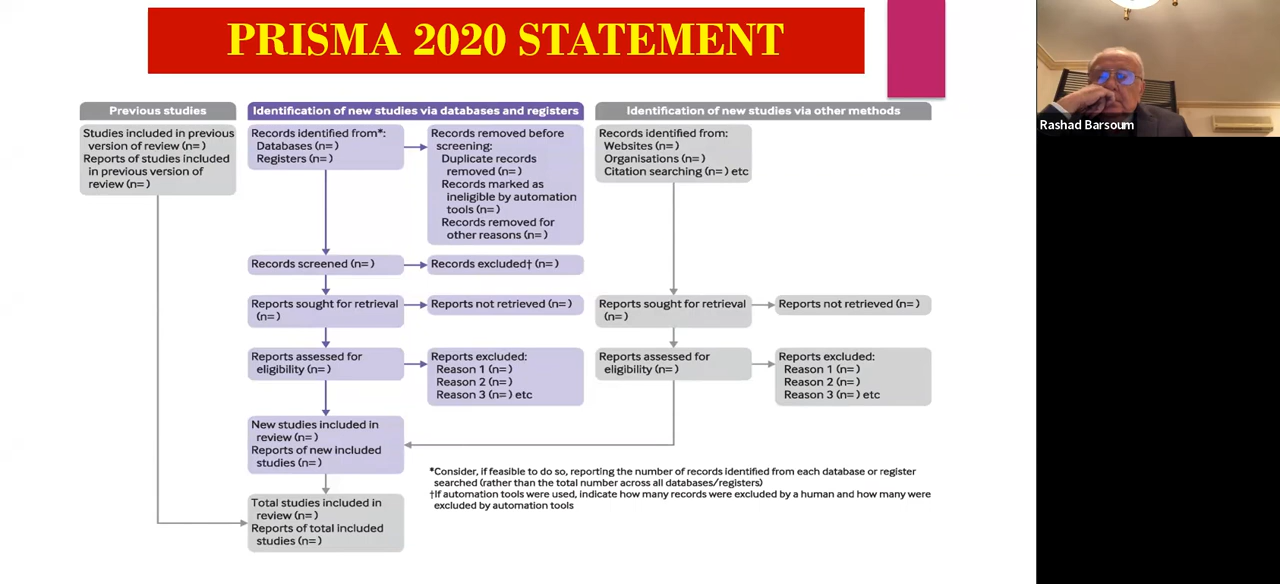 PRISMA 2020 STATEMENT
Previous studies
Studies included in previous
version of review (n= )
Reports of studies included
in previous version of
review (n= )
Identification of new studies via databases and registers
Records identified from*:
Databases (n= )
Registers (n= )
Records removed before
screening:
Duplicate records
removed (n= )
Records marked as
ineligible by automation
tools (n= )
Records removed for
other reasons (n= )
Records screened (n= )
Records excluded† (n= )
Reports sought for retrieval
(n= )
Reports not retrieved (n= )
Reports assessed for
eligibility (n= )
Reports excluded:
Reason 1 (n= )
Reason 2 (n= )
Reason 3 (n= ) etc
New studies included in
review (n= )
Reports of new included
studies (n= )
Total studies included in
review (n= )
Reports of total included
studies (n= )
Identification of new studies via other methods
Records identified from:
Websites (n= )
Organisations (n= )
Citation searching (n= ) etc
Reports sought for retrieval
(n= )
Reports not retrieved (n= )
Reports assessed for
eligibility (n= )
Reports excluded:
Reason 1 (n= )
Reason 2 (n= )
Reason 3 (n= ) etc
*Consider, if feasible to do so, reporting the number of records identified from each database or register
searched (rather than the total number across all databases/registers)
†If automation tools were used, indicate how many records were excluded by a human and how many were
excluded by automation tools
Rashad Barsoum